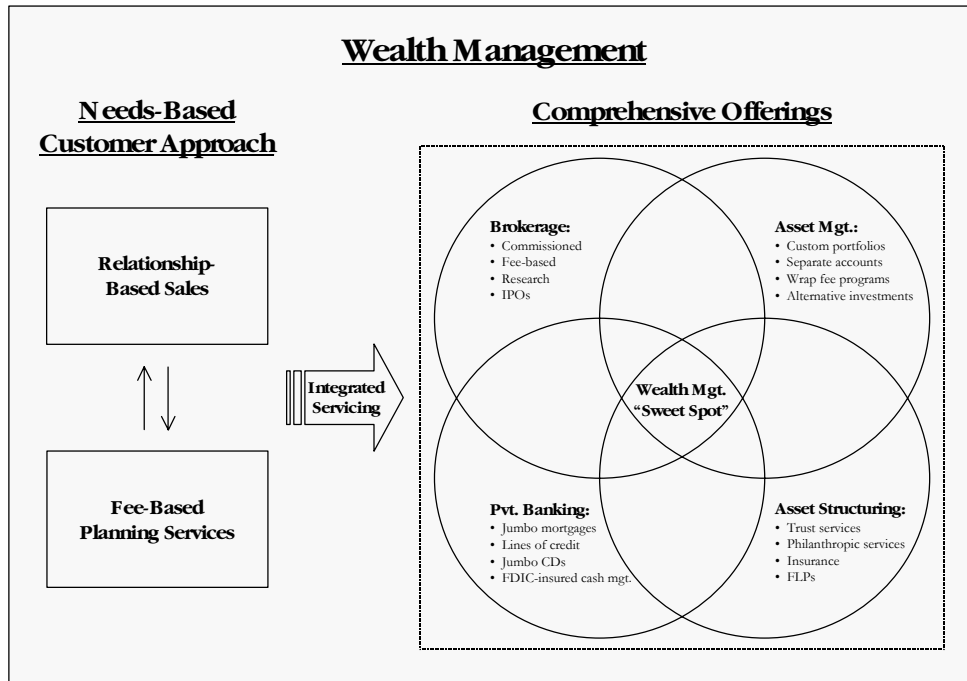 Wealth Management
Needs-Based
Customer Approach
Relationship-
Based Sales
Fee-Based
Planning Services
Integrated
Servicing
Comprehensive Offerings
Brokerage:
• Commissioned
• Fee-based
• Research
• IPOs
Asset Mgt.:
• Custom portfolios
• Separate accounts
• Wrap fee programs
• Alternative investments
Wealth Mgt.
“Sweet Spot”
Pvt. Banking:
• Jumbo mortgages
• Lines of credit
• Jumbo CDs
• FDIC-insured cash mgt.
Asset Structuring:
• Trust services
• Philanthropic services
• Insurance
• FLPs